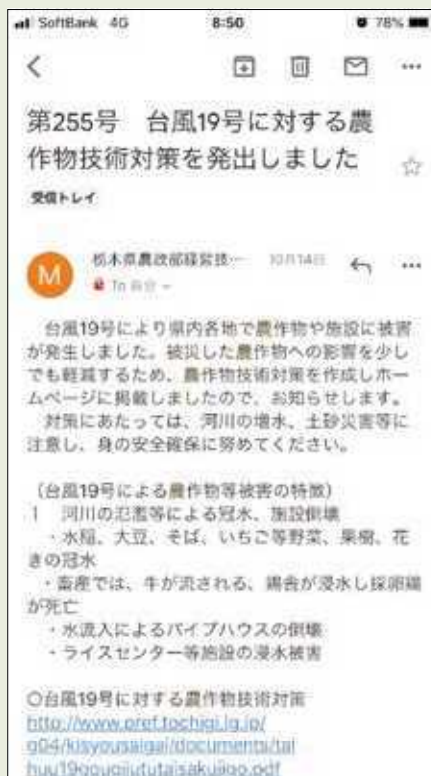 SoftBank 4G 8:50 78%
第255号 台風19号に対する農
作物技術対策を発出しました
受信トレイ
M
栃木県農政部経営技… 10月14日
To 自分
台風19号により県内各地で農作物や施設に被害
が発生しました。被災した農作物への影響を少し
でも軽減するため、農作物技術対策を作成しホー
ムページに掲載しましたので、お知らせします。
対策にあたっては、河川の増水、土砂災害等に
注意し、身の安全確保に努めてください。
(台風19号による農作物等被害の特徴)
1 河川の氾濫等による冠水、施設倒壊
・水稲、大豆、そば、いちご等野菜、果樹、花
きの冠水
・畜産では、牛が流される、鶏舎が浸水し採卵鶏
が死亡
・水流入によるパイプハウスの倒壊
・ライスセンター等施設の浸水被害
○台風19号に対する農作物技術対策
http://www.pref.tochigi.lg.jp/
g04/kisyousaigai/documents/tai